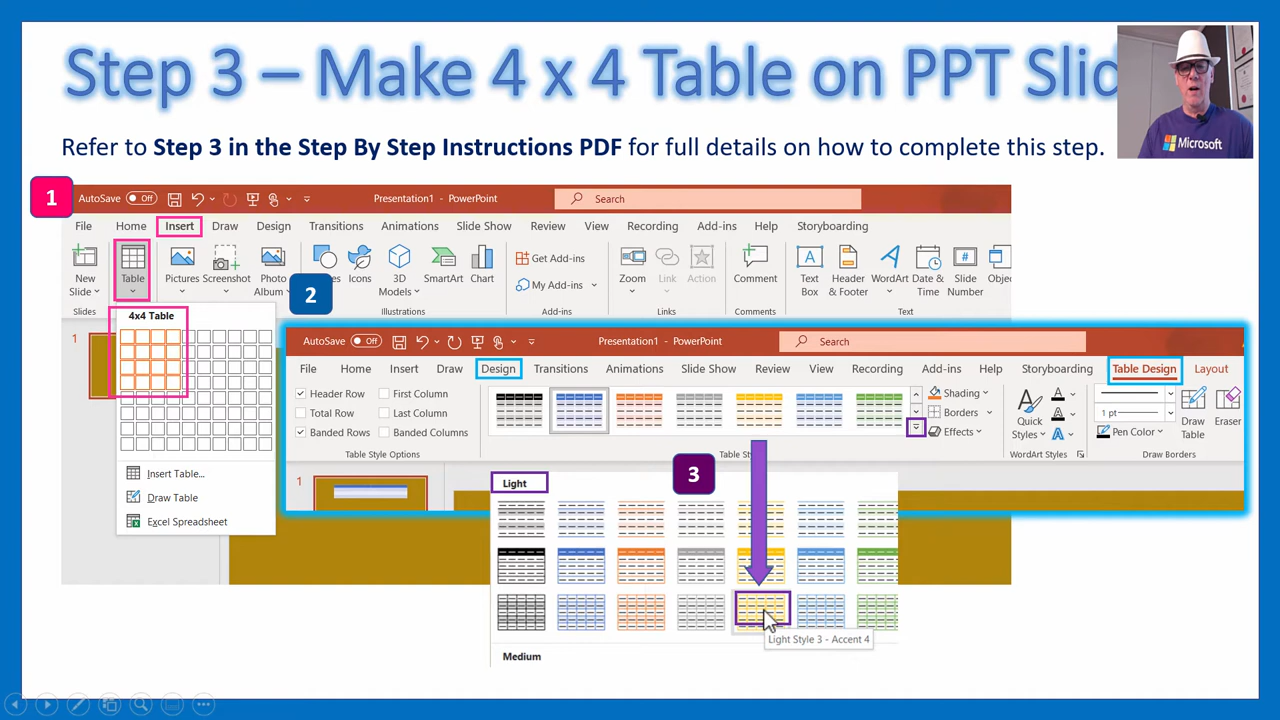 Step 3 – Make 4 x 4 Table on PPT Slid
Microsoft
Refer to Step 3 in the Step By Step Instructions PDF for full details on how to complete this step.
1
AutoSave Off Presentation1 - PowerPoint Search
File Home Insert Draw Design Transitions Animations Slide Show Review View Recording Add-ins Help Storyboarding
New Slide Table Pictures Screenshot Photo Album Icons 3D Models SmartArt Chart Get Add-ins My Add-ins Zoom Link Action Comment Text Box Header & Footer WordArt Date & Time Slide Number Objec
Slides Illustrations Add-ins Links Comments Text
4x4 Table
1
Insert Table...
Draw Table
Excel Spreadsheet
2
AutoSave Off Presentation1 - PowerPoint Search
File Home Insert Draw Design Transitions Animations Slide Show Review View Recording Add-ins Help Storyboarding Table Design Layout
Header Row First Column
Total Row Last Column
Banded Rows Banded Columns
Shading
Borders
Effects
Quick Styles
1 pt
Pen Color
Draw Table
Eraser
Table Style Options Table Sty WordArt Styles Draw Borders
1
3
Light
Light Style 3 - Accent 4
Medium